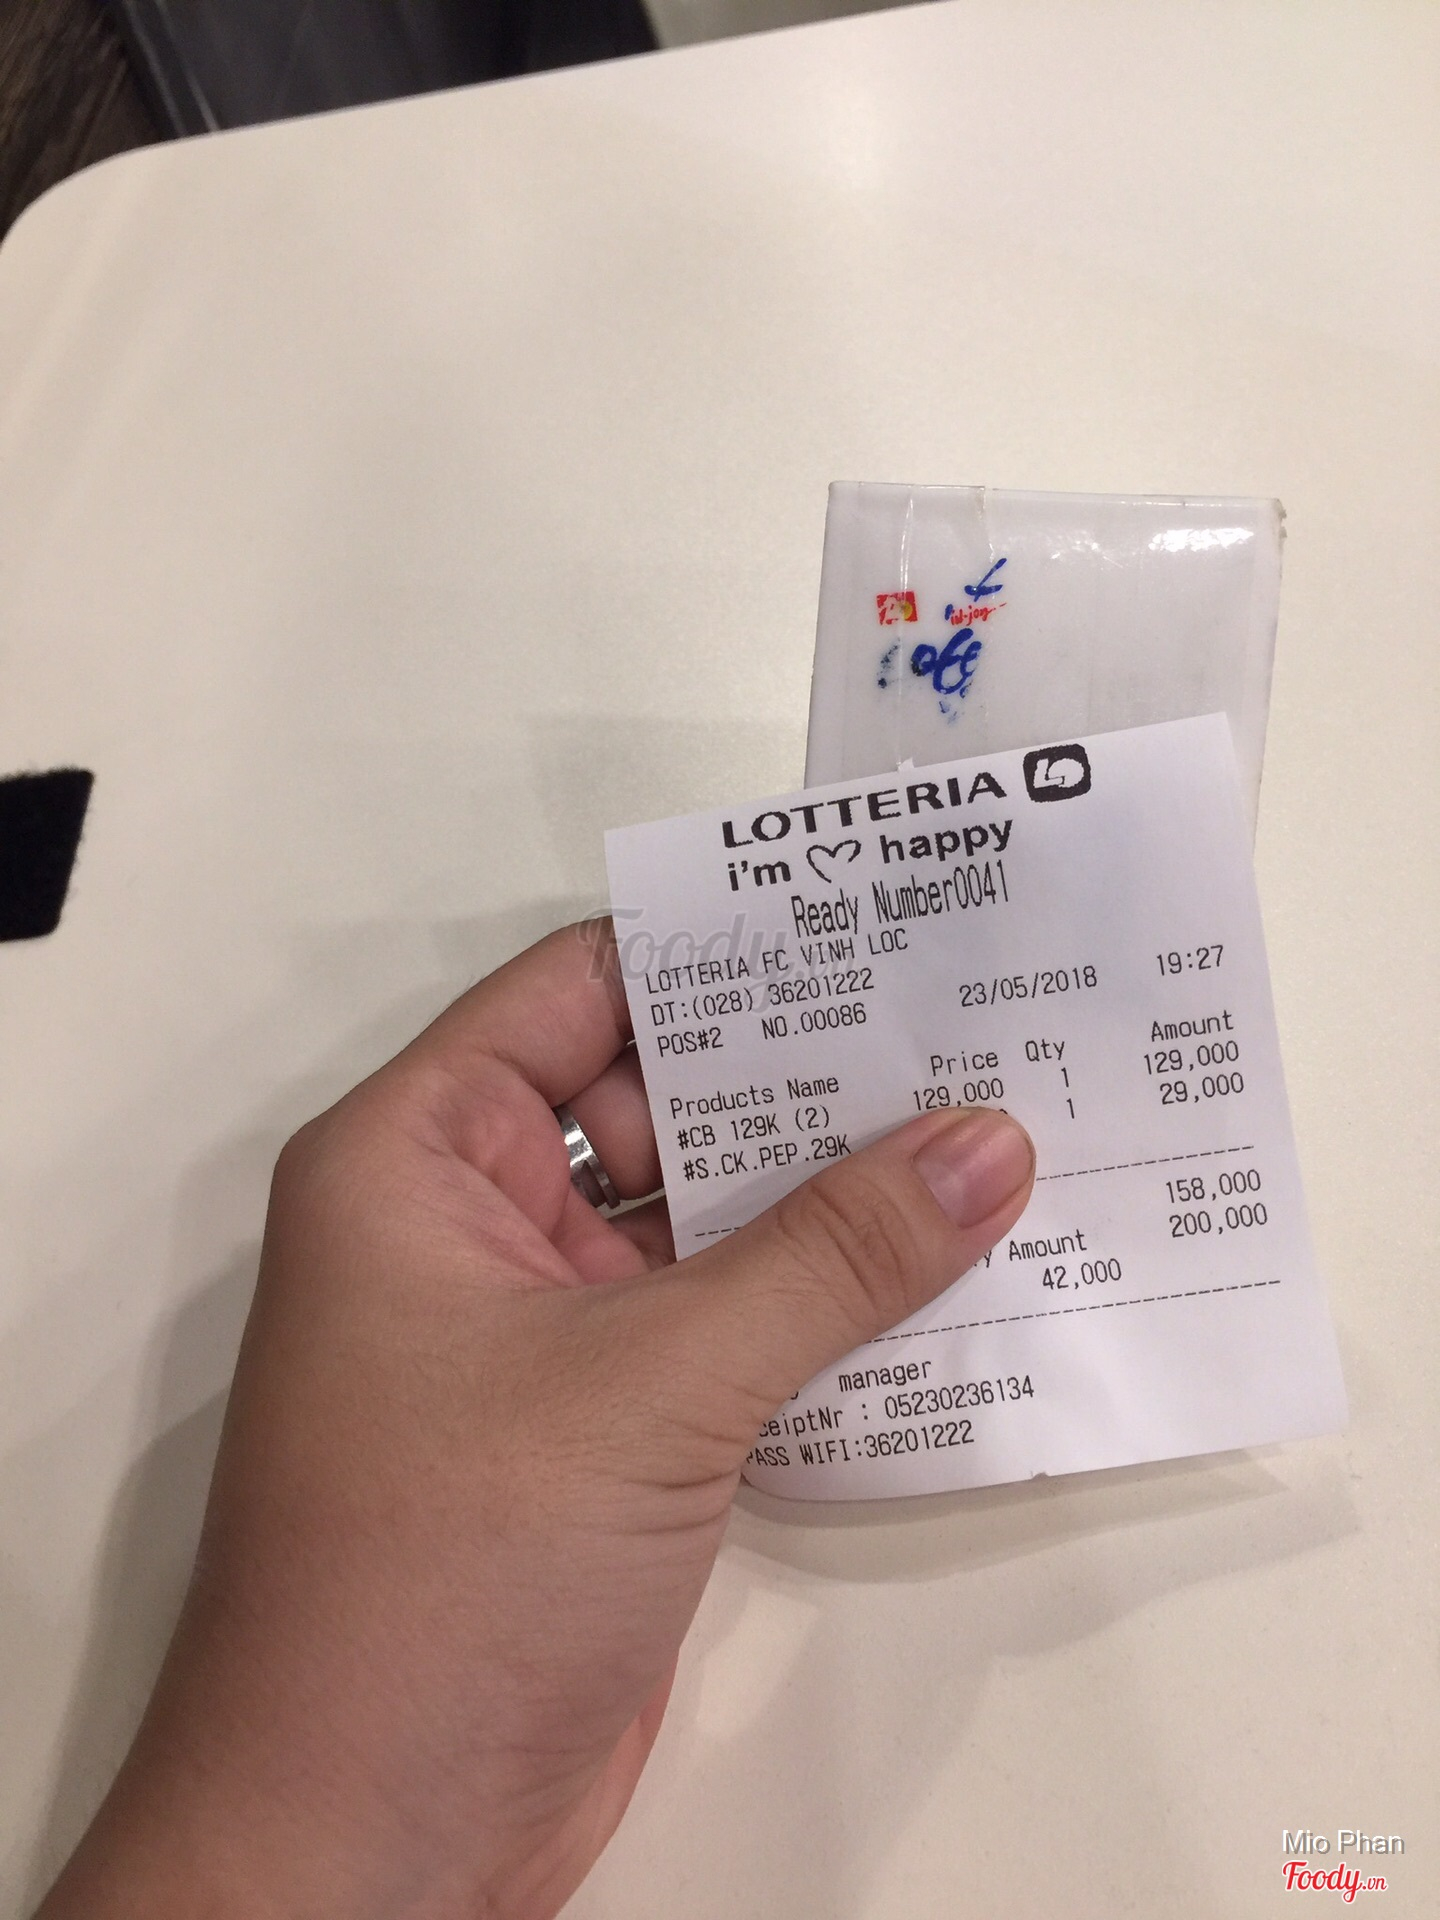 LOTTERIA
i'm happy
Ready Number0041
LOTTERIA FC VINH LOC
DT:(028) 36201222
POS#2 NO.00086 23/05/2018 19:27
Products Name Price Qty Amount
#CB 129K (2) 129,000 1 129,000
#S.CK.PEP.29K 1 29,000
158,000
Amount 200,000
42,000
manager
ceiptNr : 05230236134
PASS WIFI:36201222
Foody.vn
Mio Phan
Foody.vn